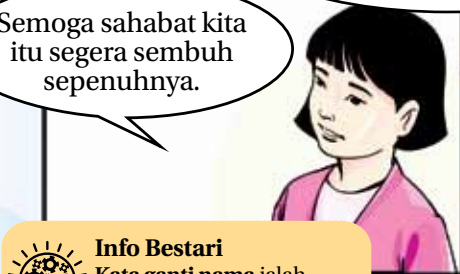 Semoga sahabat kita
itu segera sembuh
sepenuhnya.
Info Bestari
Kata ganti nama ialah